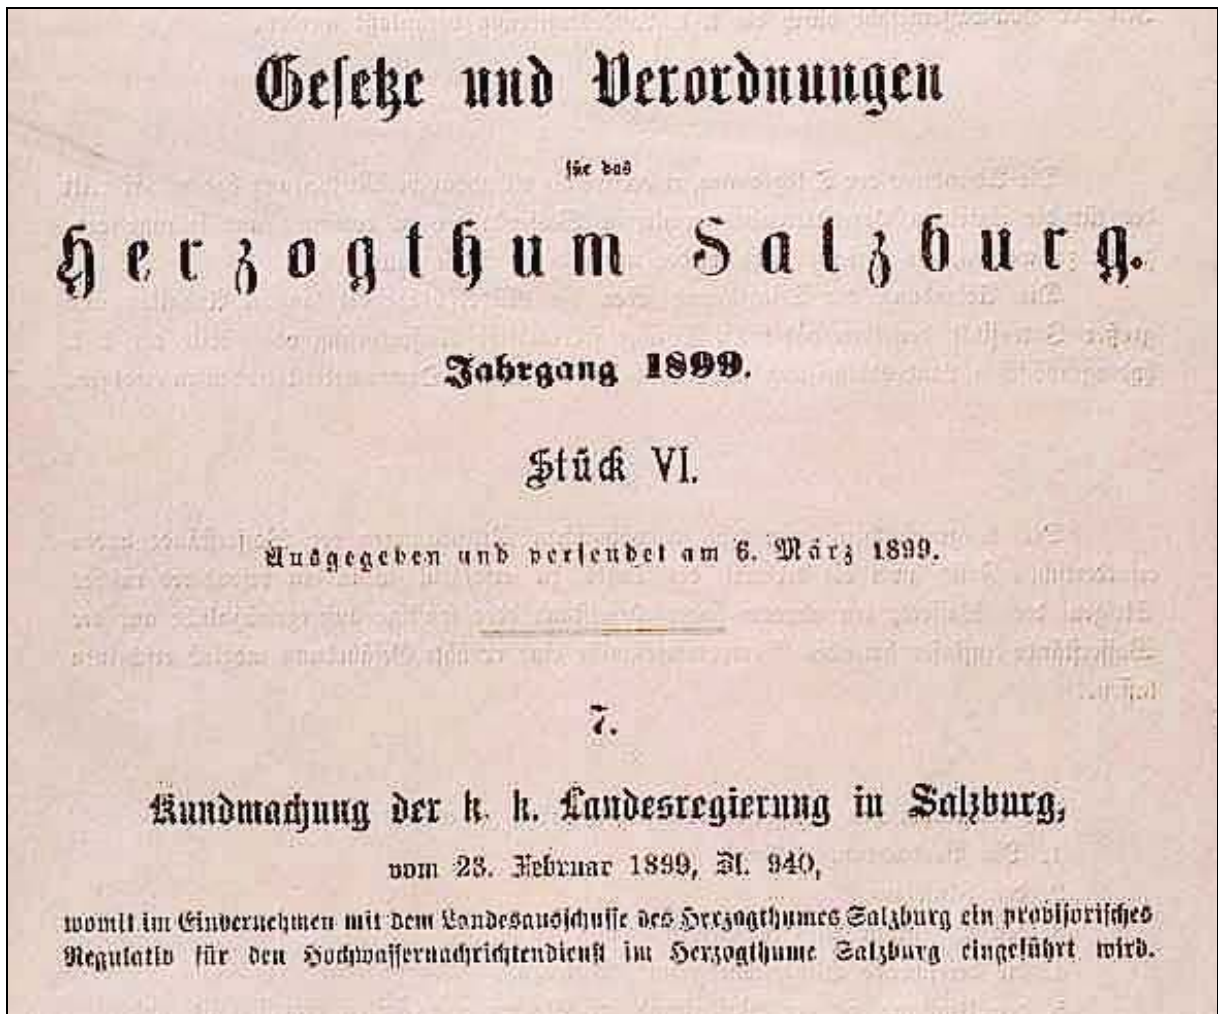 Gesetze und Verordnungen
für das
Herzogthum Salzburg.
Jahrgang 1899.
Stück VI.
Ausgegeben und versendet am 6. März 1899.
7.
Kundmachung der k. k. Landesregierung in Salzburg,
vom 23. Februar 1899, Zl. 940,
womit im Einvernehmen mit dem Landesausschusse des Herzogthumes Salzburg ein provisorisches
Regulativ für den Hochwassernachrichtendienst im Herzogthume Salzburg eingeführt wird.